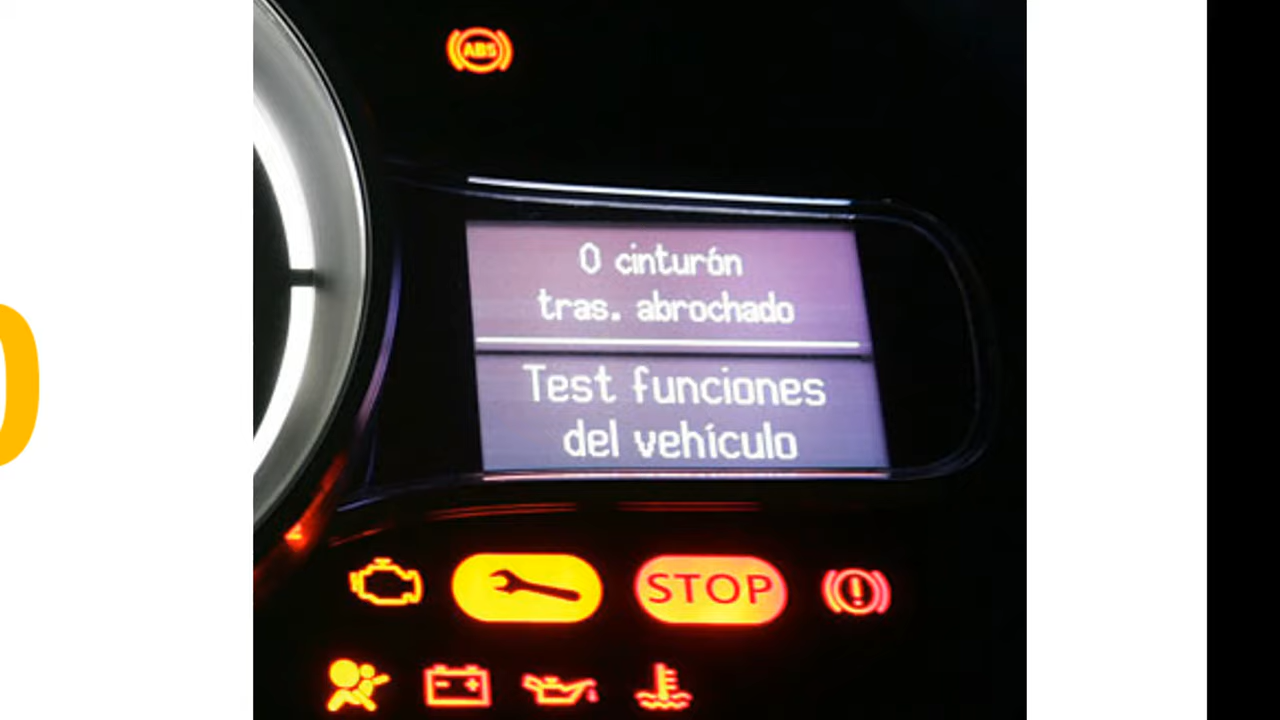 ABS
0 cinturón
tras. abrochado
Test funciones
del vehículo
STOP